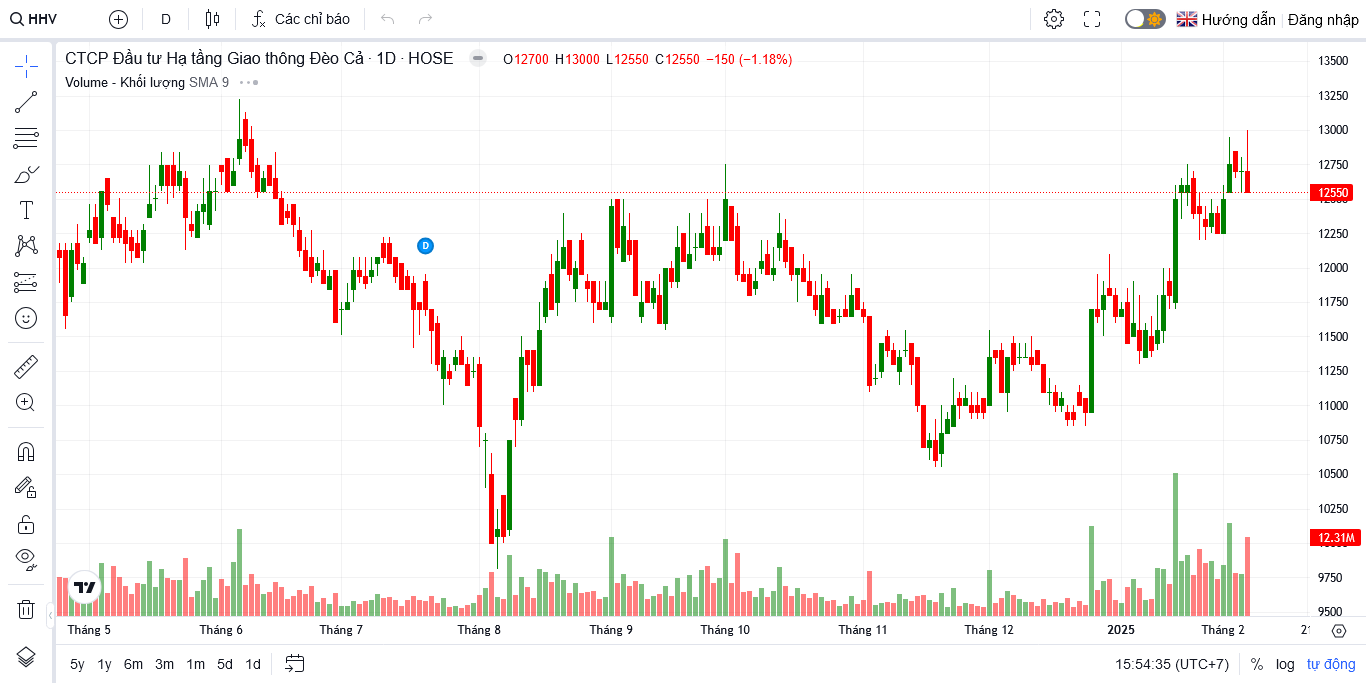 HHV D Các chỉ báo Hướng dẫn Đăng nhập
CTCP Đầu tư Hạ tầng Giao thông Đèo Cả · 1D · HOSE O12700 H13000 L12550 C12550 −150 (−1.18%)
Volume - Khối lượng SMA 9
D
13500
13250
13000
12750
12550
12250
12000
11750
11500
11250
11000
10750
10500
10250
12.31M
9750
9500
Tháng 5 Tháng 6 Tháng 7 Tháng 8 Tháng 9 Tháng 10 Tháng 11 Tháng 12 2025 Tháng 2
5y 1y 6m 3m 1m 5d 1d 15:54:35 (UTC+7) % log tự động